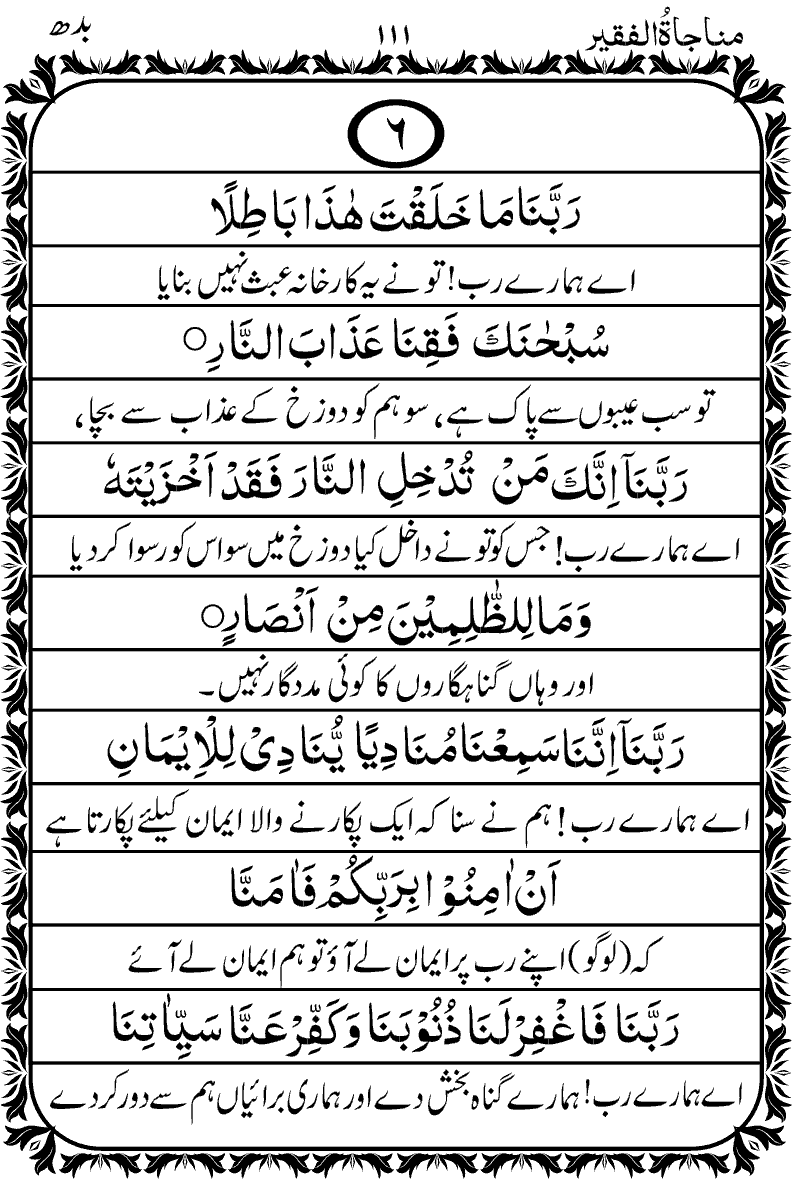 مناجاۃُ الفقیر ۱۱۱ بدھ
۶
رَبَّنَا مَا خَلَقْتَ هٰذَا بَاطِلًا
اے ہمارے رب! تو نے یہ کارخانہ عبث نہیں بنایا
سُبْحٰنَكَ فَقِنَا عَذَابَ النَّارِ○
تو سب عیبوں سے پاک ہے، سو ہم کو دوزخ کے عذاب سے بچا،
رَبَّنَآ اِنَّكَ مَنْ تُدْخِلِ النَّارَ فَقَدْ اَخْزَيْتَهٗ
اے ہمارے رب! جس کو تو نے داخل کیا دوزخ میں سو اس کو رسوا کر دیا
وَمَا لِلظّٰلِمِيْنَ مِنْ اَنْصَارٍ○
اور وہاں گناہگاروں کا کوئی مددگار نہیں۔
رَبَّنَآ اِنَّنَا سَمِعْنَا مُنَادِيًا يُّنَادِىْ لِلْاِيْمَانِ
اے ہمارے رب! ہم نے سنا کہ ایک پکارنے والا ایمان کیلئے پکارتا ہے
اَنْ اٰمِنُوْا بِرَبِّكُمْ فَاٰمَنَّا
کہ (لوگو) اپنے رب پر ایمان لے آؤ تو ہم ایمان لے آئے
رَبَّنَا فَاغْفِرْ لَنَا ذُنُوْبَنَا وَكَفِّرْ عَنَّا سَيِّاٰتِنَا
اے ہمارے رب! ہمارے گناہ بخش دے اور ہماری برائیاں ہم سے دور کر دے